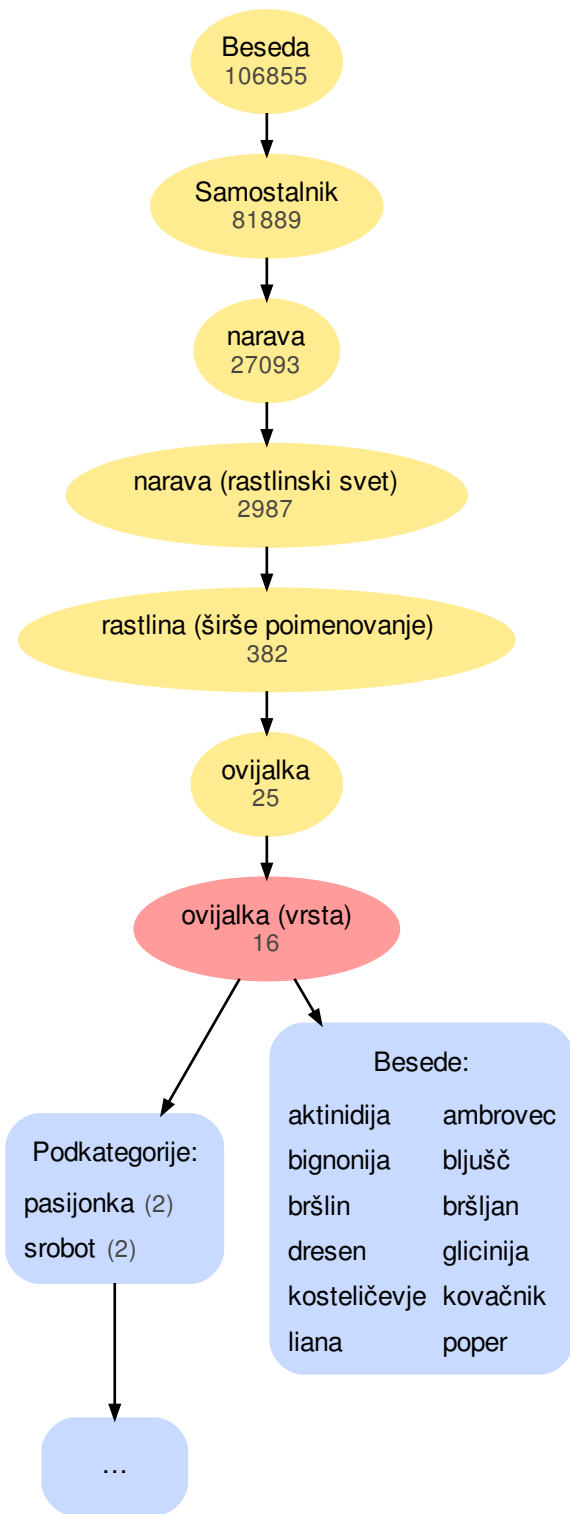 Beseda
106855
Samostalnik
81889
narava
27093
narava (rastlinski svet)
2987
rastlina (širše poimenovanje)
382
ovijalka
25
ovijalka (vrsta)
16
Besede:
aktinidija ambrovec
bignonija bljušč
bršlin bršljan
dresen glicinija
kosteličevje kovačnik
liana poper
Podkategorije:
pasijonka (2)
srobot (2)
...